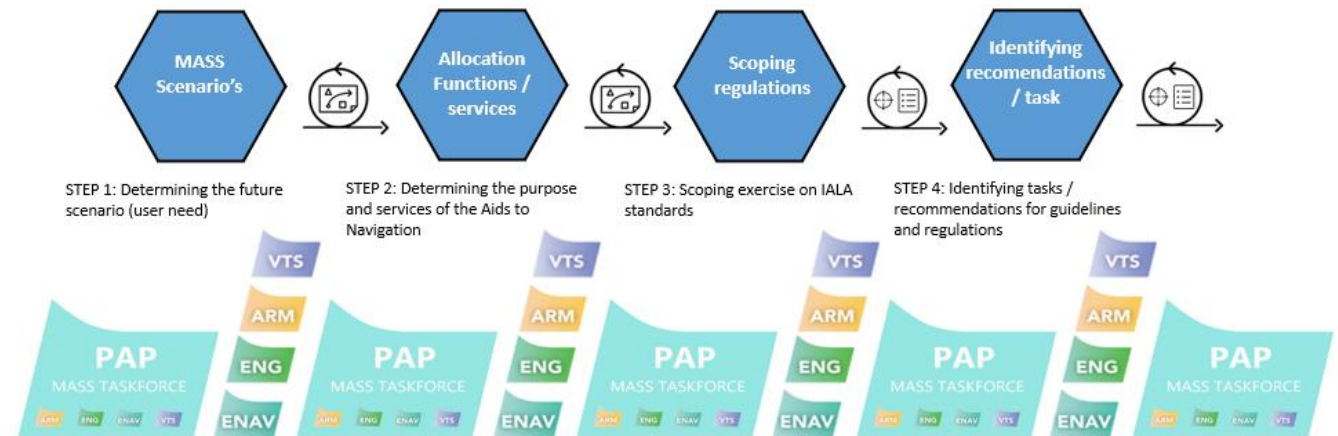 MASS
Scenario's
Allocation
Functions /
services
Scoping
regulations
Identifying
recomendations
/ task
STEP 1: Determining the future
scenario (user need)
STEP 2: Determining the purpose
and services of the Aids to
Navigation
STEP 3: Scoping exercise on IALA
standards
STEP 4: Identifying tasks /
recommendations for guidelines
and regulations
VTS
VTS
VTS
VTS
ARM
ARM
ARM
ARM
PAP
ENG
PAP
ENG
PAP
ENG
PAP
ENG
PAP
MASS TASKFORCE
MASS TASKFORCE
MASS TASKFORCE
MASS TASKFORCE
MASS TASKFORCE
ARM ENG ENAV VTS
ENAV
ARM ENG ENAV VTS
ENAV
ARM ENG ENAV VTS
ENAV
ARM ENG ENAV VTS
ENAV
ARM ENG ENAV VTS